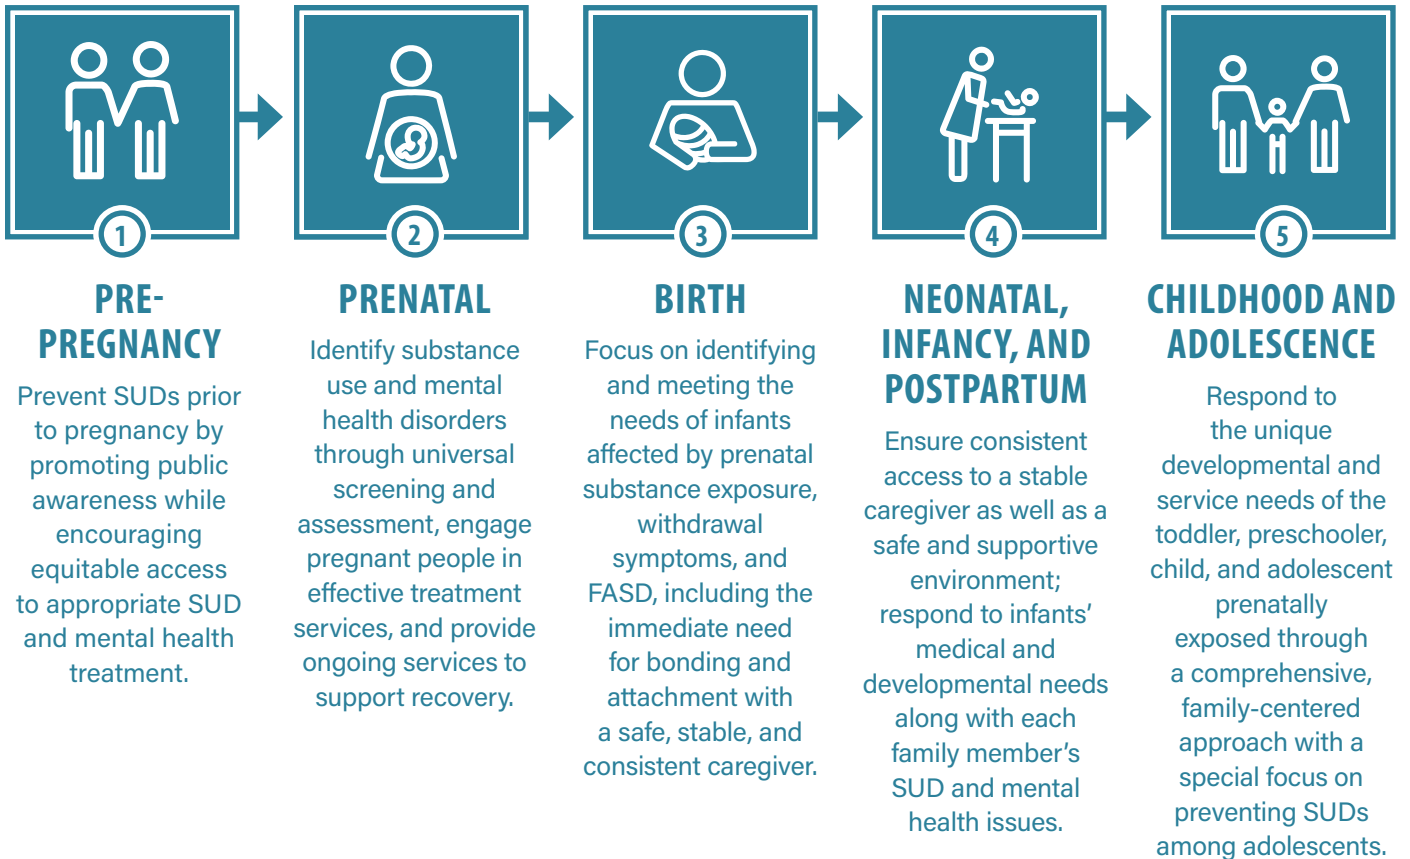 1
PRE-
PREGNANCY
Prevent SUDs prior
to pregnancy by
promoting public
awareness while
encouraging
equitable access
to appropriate SUD
and mental health
treatment.
2
PRENATAL
Identify substance
use and mental
health disorders
through universal
screening and
assessment, engage
pregnant people in
effective treatment
services, and provide
ongoing services to
support recovery.
3
BIRTH
Focus on identifying
and meeting the
needs of infants
affected by prenatal
substance exposure,
withdrawal
symptoms, and
FASD, including the
immediate need
for bonding and
attachment with
a safe, stable, and
consistent caregiver.
4
NEONATAL,
INFANCY, AND
POSTPARTUM
Ensure consistent
access to a stable
caregiver as well as a
safe and supportive
environment;
respond to infants’
medical and
developmental needs
along with each
family member’s
SUD and mental
health issues.
5
CHILDHOOD AND
ADOLESCENCE
Respond to
the unique
developmental and
service needs of the
toddler, preschooler,
child, and adolescent
prenatally
exposed through
a comprehensive,
family-centered
approach with a
special focus on
preventing SUDs
among adolescents.